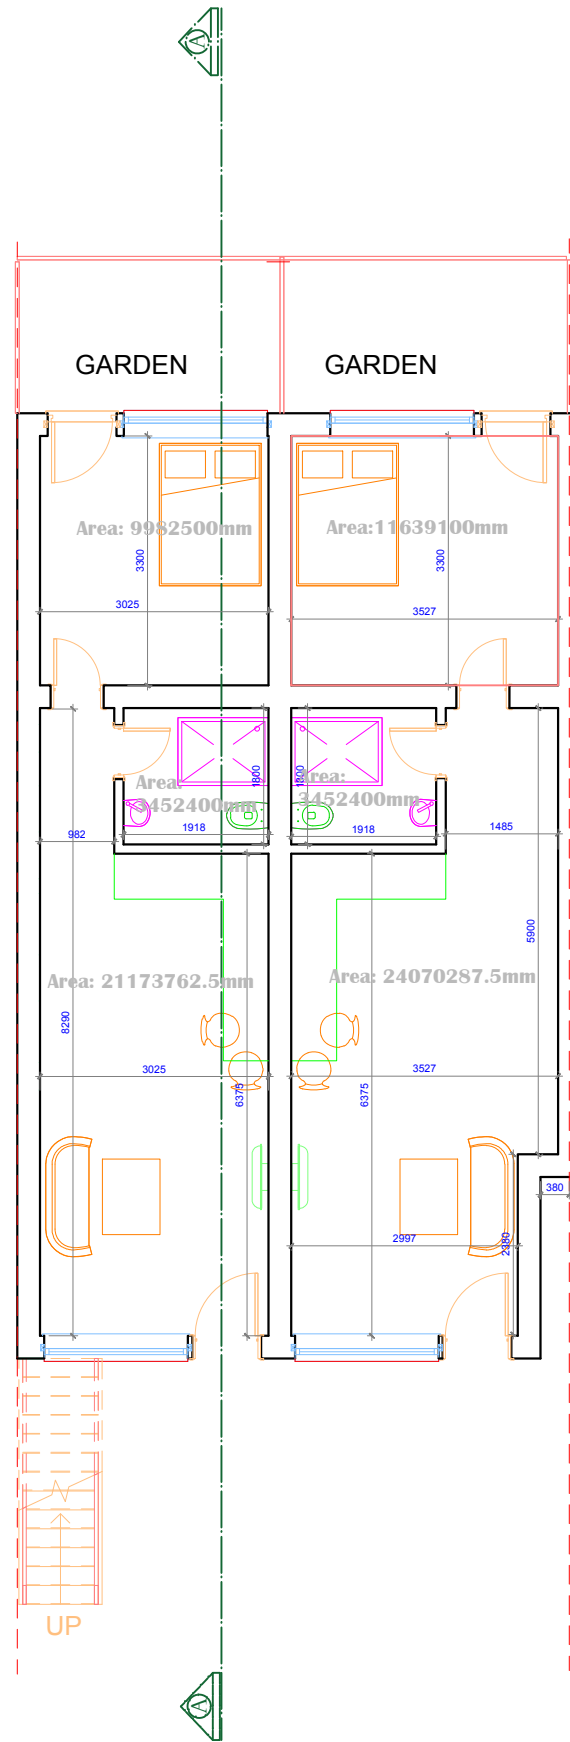 A
GARDEN GARDEN
Area: 9982500mm Area:11639100mm
3300 3300
3025 3527
Area: Area:
3452400mm 3452400mm
1800 1800
1918 1918
982 1485
5900
Area: 21173762.5mm Area: 24070287.5mm
8290
3025 3527
6375 6375
380
2997
2380
UP
A